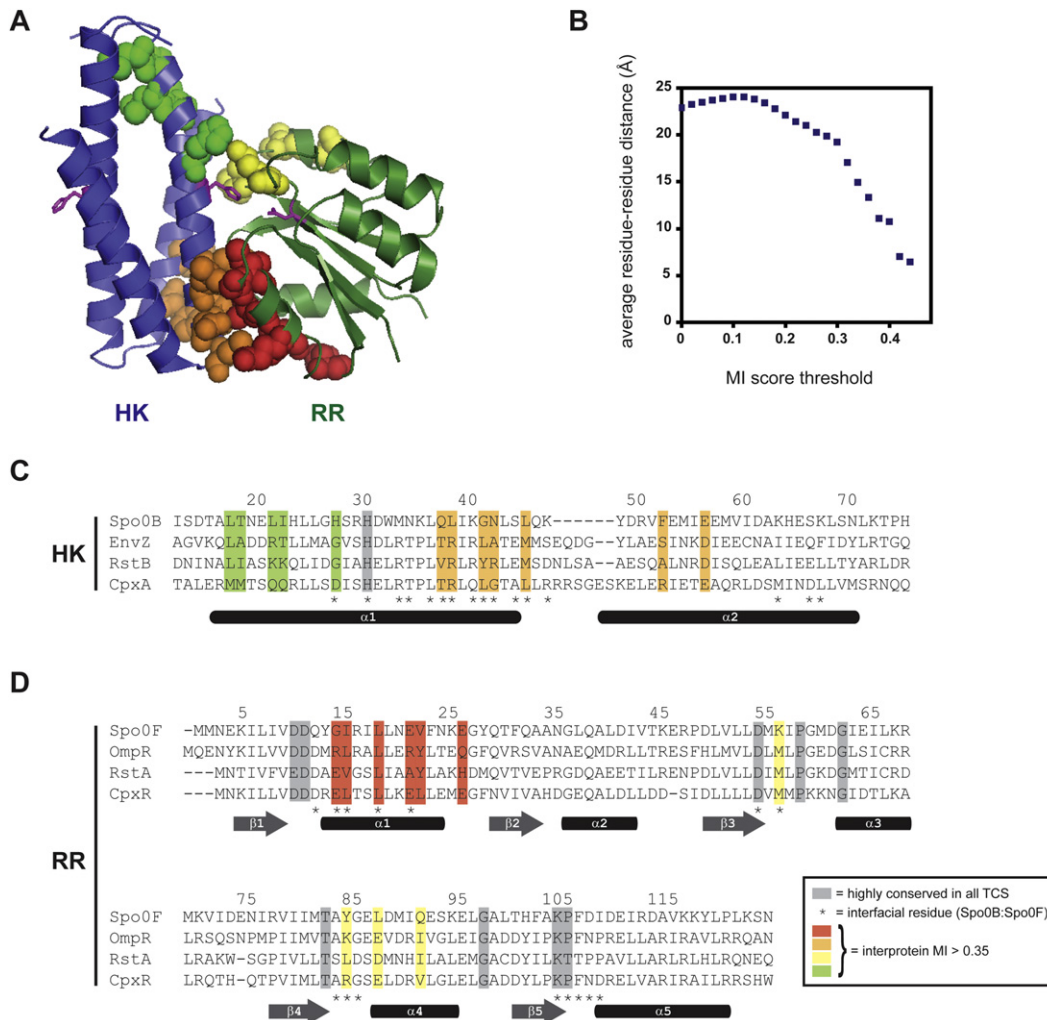 A
B
HK
RR
average residue-residue distance (Å)
25
20
15
10
5
0
0
0.1
0.2
0.3
0.4
MI score threshold
C
20 30 40 50 60 70
HK
Spo0B ISDTALTNELIHLLGHSRHDWMNKLQLIKGNLSLQK------YDRVFEMIEEMVIDAKHESKLSNLKTPH
EnvZ AGVKQLADDRTLLMAGVSHDLRTPLTRIRLATEMMSEQDG--YLAESINKDIEECNAIIEQFIDYLRTGQ
RstB DNINALIASKKQLIDGIAHELRTPLVRLRYRLEMSDNLSA--AESQALNRDISQLEALIEELLTYARLDR
CpxA TALERMMTSQQRLLSDISHELRTPLTRLQLGTALLRRRSGESKELERIETEAQRLDSMINDLLVMSRNQQ
* * ** *** *** ** * * **
α1 α2
D
5 15 25 35 45 55 65
RR
Spo0F --MMNEKILIVDDQYGIRILLNEVFNKEGYQTFQAANGLQALDIVTKERPDLVLLDMKIPGMDGIEILKR
OmpR MQENYKILVVDDDMRLRALLERYLTEQGFQVRSVANAEQMDRLLTRESFHLMVLDLMLPGEDGLSICRR
RstA ---MNTIVFVEDDAEVGSLIAAYLAKHDMQVTVEPRGDQAEETILRENPDLVLLDIMLPGKDGMTICRD
CpxR ---MNKILLVDDDRELTSLLKELLEMEGFNVIVAHDGEQALDLLDD-SIDLLLLDVMMPKKNGIDTLKA
* ** * * * *
β1 α1 β2 α2 β3 α3
75 85 95 105 115
Spo0F MKVIDENIRVIIMTAYGELDMIQESKELGALTHFAKPFDIDEIRDAVKKYLPLKSN
OmpR LRSQSNPMPIIMVTAKGEEVDRIVGLEIGADDYIPKPFNPRELLARIRAVLRRQAN
RstA LRAKW-SGPIVLLTSLDSDMNHILALEMGACDYILKTTPPAVLLARLRLHLRQNEQ
CpxR LRQTHQ-TPVIMLTARGSELDRVLGLELGADDYLPKPFNDRELVARIRAILRRSHW
*** *****
β4 α4 β5 α5
= highly conserved in all TCS
* = interfacial residue (Spo0B:Spo0F)
} = interprotein MI > 0.35